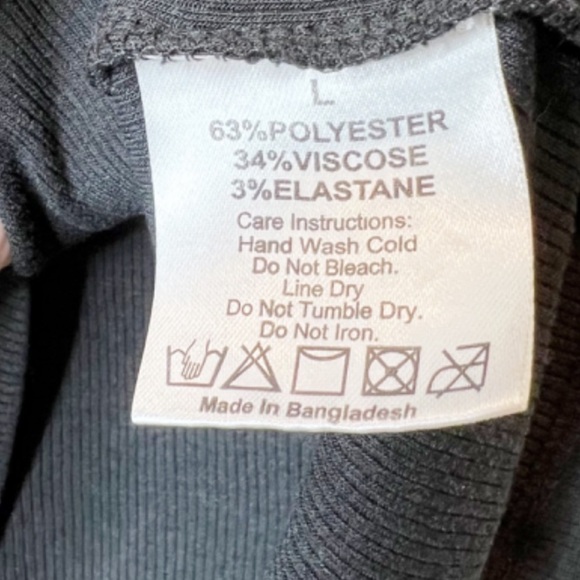 L
63%POLYESTER
34%VISCOSE
3%ELASTANE
Care Instructions:
Hand Wash Cold
Do Not Bleach.
Line Dry
Do Not Tumble Dry.
Do Not Iron.
Made In Bangladesh